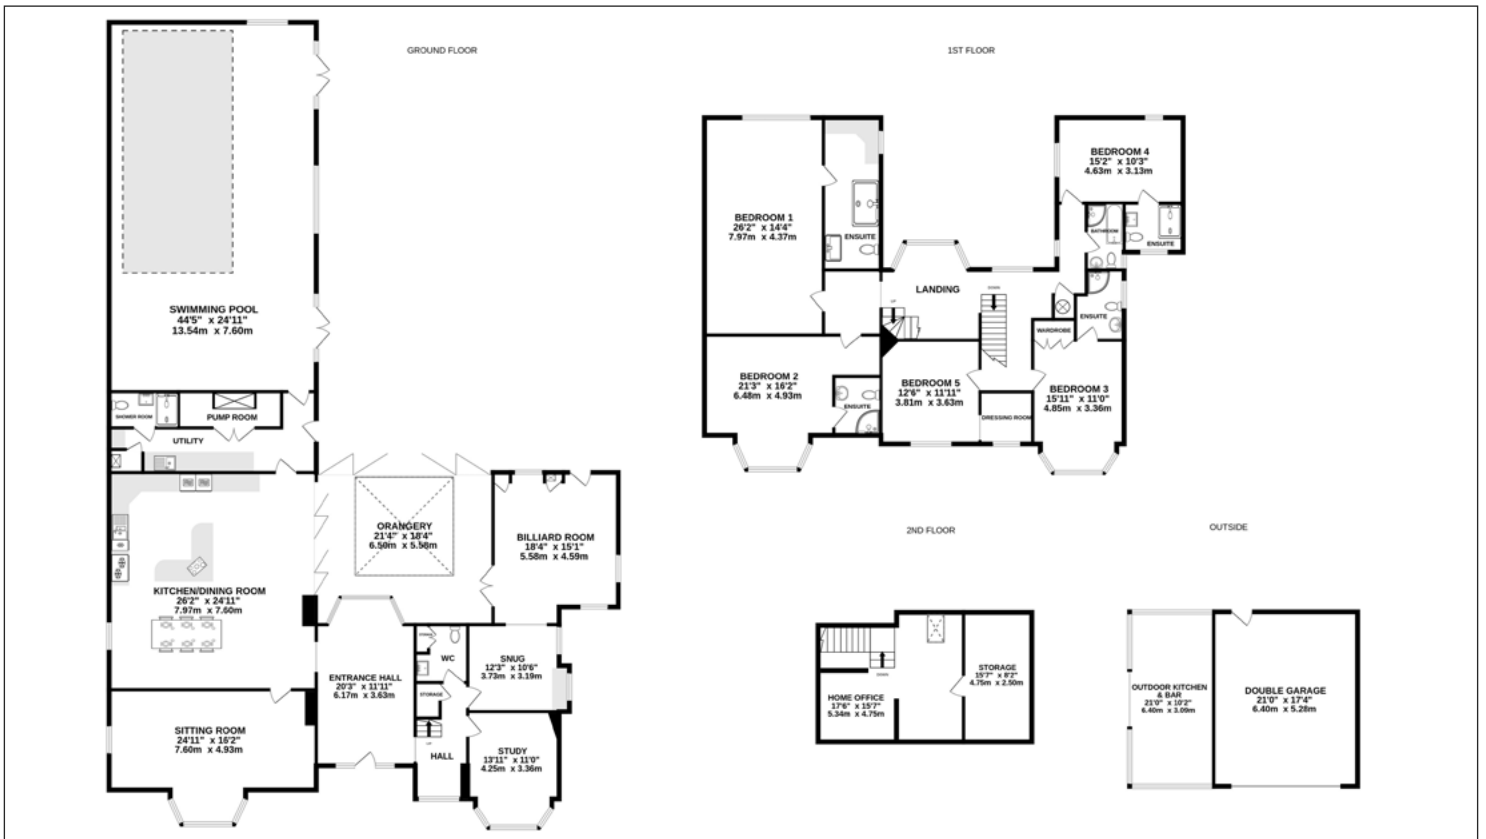 GROUND FLOOR
SWIMMING POOL
44'5" x 24'11"
13.54m x 7.60m
SHOWER ROOM
PUMP ROOM
UTILITY
ORANGERY
21'4" x 18'4"
6.50m x 5.58m
BILLIARD ROOM
18'4" x 15'1"
5.58m x 4.59m
KITCHEN/DINING ROOM
26'2" x 24'11"
7.97m x 7.60m
WC
SNUG
12'3" x 10'6"
3.73m x 3.19m
ENTRANCE HALL
20'3" x 11'11"
6.17m x 3.63m
STORAGE
SITTING ROOM
24'11" x 16'2"
7.60m x 4.93m
UP
HALL
STUDY
13'11" x 11'0"
4.25m x 3.36m
1ST FLOOR
BEDROOM 4
15'2" x 10'3"
4.63m x 3.13m
BEDROOM 1
26'2" x 14'4"
7.97m x 4.37m
ENSUITE
BATHROOM
ENSUITE
LANDING
UP
DOWN
ENSUITE
WARDROBE
BEDROOM 2
21'3" x 16'2"
6.48m x 4.93m
ENSUITE
BEDROOM 5
12'6" x 11'11"
3.81m x 3.63m
DRESSING ROOM
BEDROOM 3
15'11" x 11'0"
4.85m x 3.36m
2ND FLOOR
STORAGE
15'7" x 8'2"
4.75m x 2.50m
DOWN
HOME OFFICE
17'6" x 15'7"
5.34m x 4.75m
OUTSIDE
OUTDOOR KITCHEN
& BAR
21'0" x 10'2"
6.40m x 3.09m
DOUBLE GARAGE
21'0" x 17'4"
6.40m x 5.28m